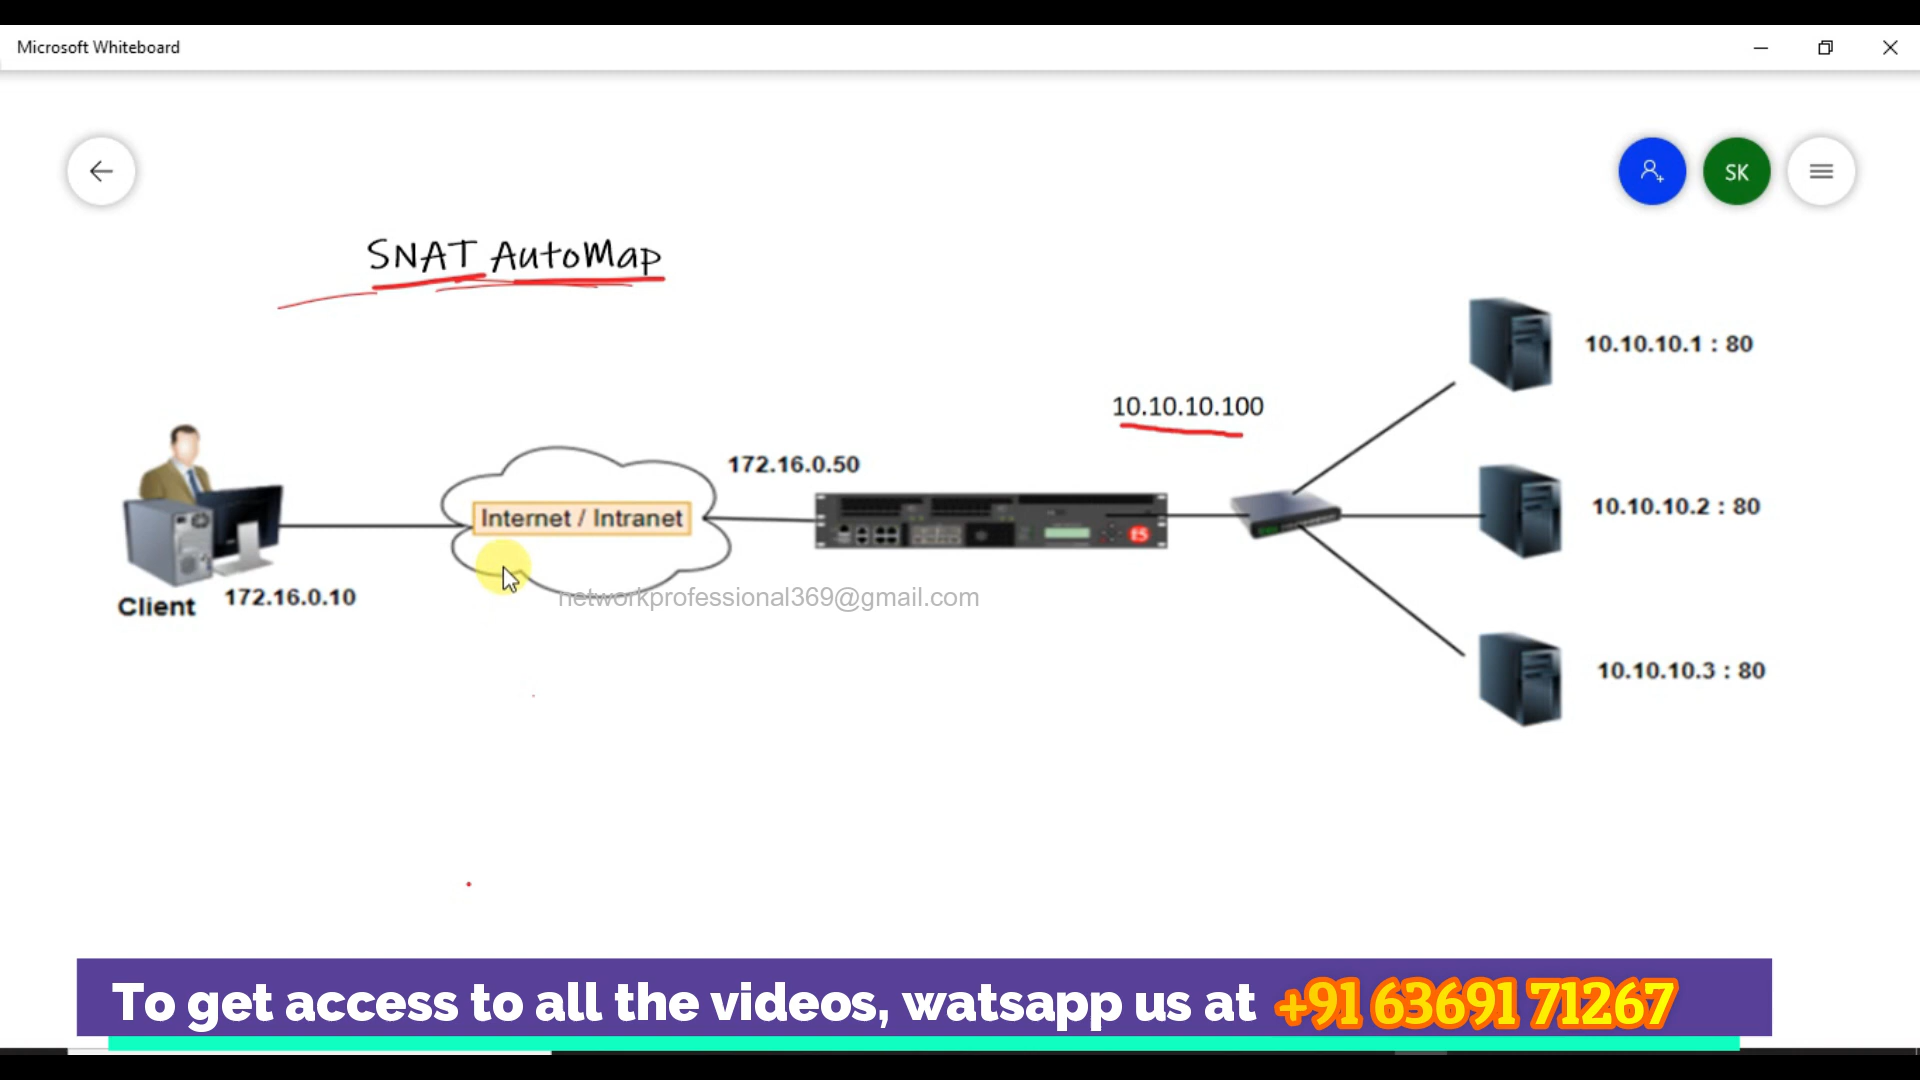 Microsoft Whiteboard
SK
SNAT AutoMap
10.10.10.1 : 80
10.10.10.100
172.16.0.50
Internet / Intranet
10.10.10.2 : 80
Client 172.16.0.10
networkprofessional369@gmail.com
10.10.10.3 : 80
To get access to all the videos, watsapp us at +91 63691 71267